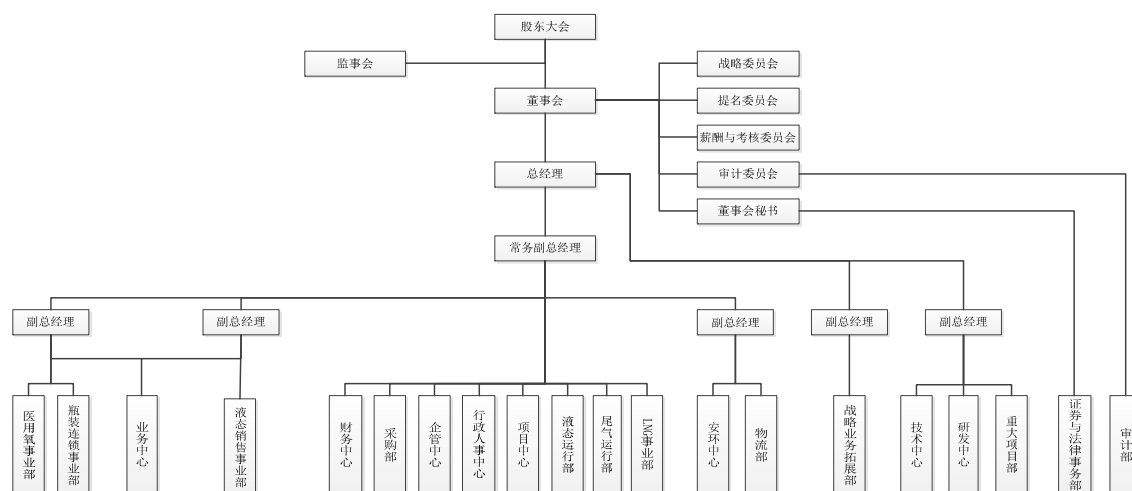 股东大会
监事会
战略委员会
董事会
提名委员会
薪酬与考核委员会
总经理
审计委员会
董事会秘书
常务副总经理
副总经理
副总经理
副总经理
副总经理
副总经理
医用氧事业部
瓶装连锁事业部
业务中心
液态销售事业部
财务中心
采购部
企管中心
行政人事中心
项目中心
液态运行部
尾气运行部
LNG事业部
安环中心
物流部
战略业务拓展部
技术中心
研发中心
重大项目部
证券与法律事务部
审计部